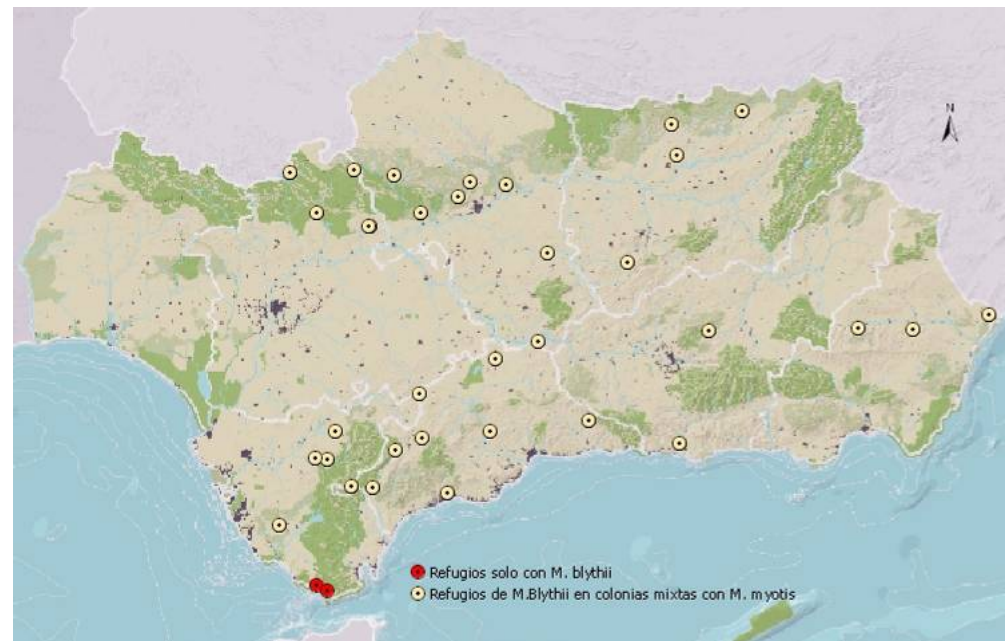 N
Refugios solo con M. blythii
Refugios de M.Blythii en colonias mixtas con M. myotis